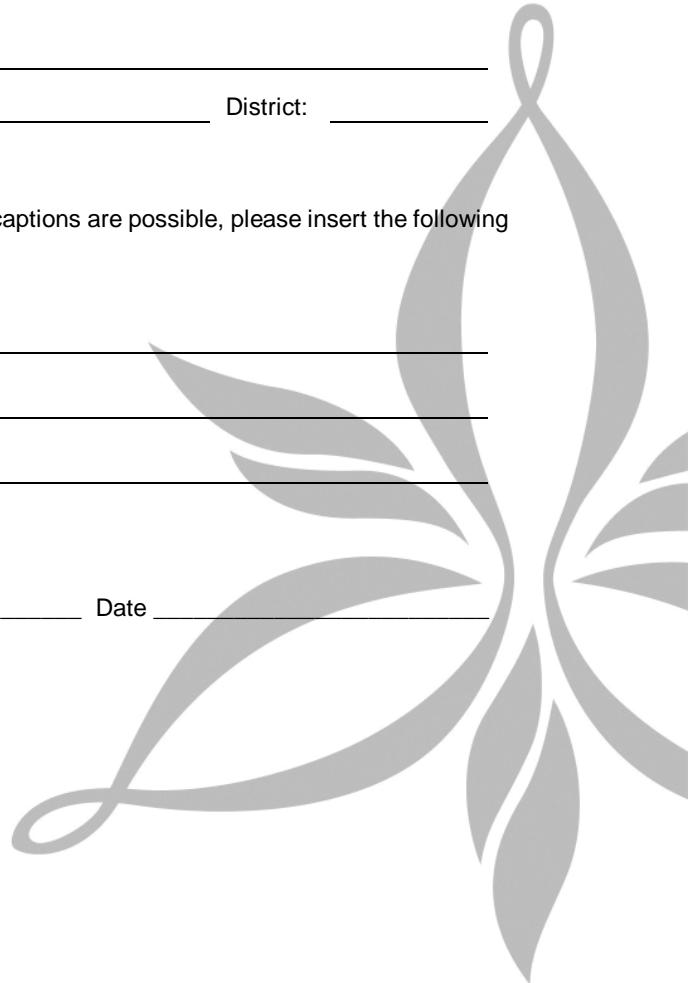 District:
captions are possible, please insert the following
Date